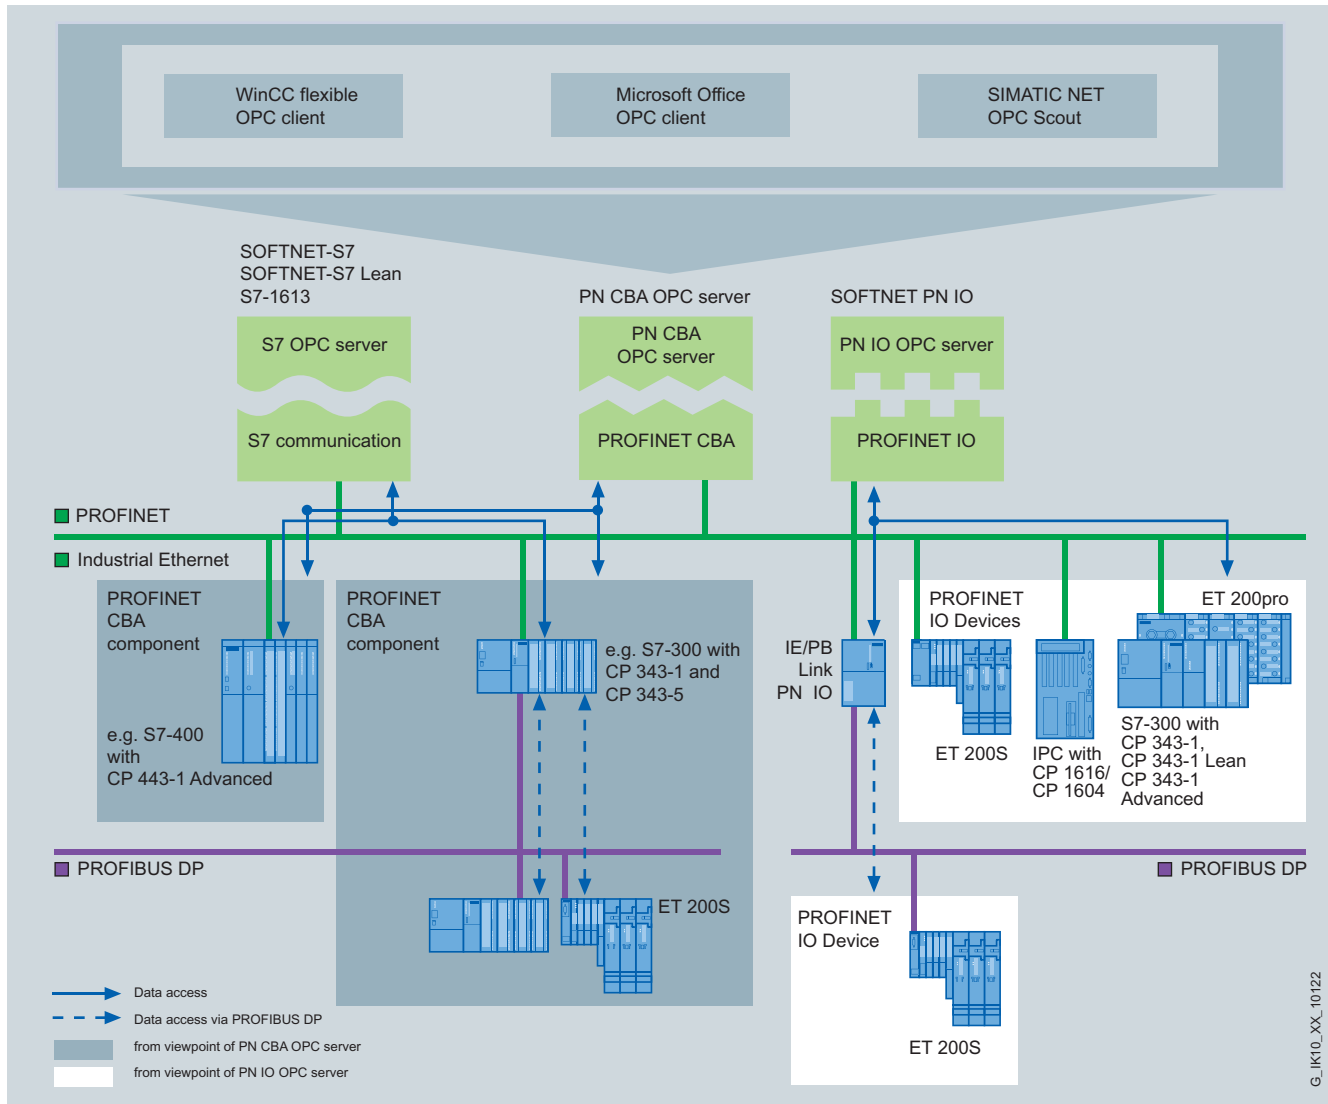 WinCC flexible
OPC client
Microsoft Office
OPC client
SIMATIC NET
OPC Scout
SOFTNET-S7
SOFTNET-S7 Lean
S7-1613
PN CBA OPC server
SOFTNET PN IO
S7 OPC server
PN CBA
OPC server
PN IO OPC server
S7 communication
PROFINET CBA
PROFINET IO
PROFINET
Industrial Ethernet
PROFINET
CBA
component
e.g. S7-400
with
CP 443-1 Advanced
PROFINET
CBA
component
e.g. S7-300 with
CP 343-1 and
CP 343-5
IE/PB
Link
PN IO
PROFINET
IO Devices
ET 200S
IPC with
CP 1616/
CP 1604
ET 200pro
S7-300 with
CP 343-1,
CP 343-1 Lean
CP 343-1
Advanced
PROFIBUS DP
PROFIBUS DP
ET 200S
PROFINET
IO Device
ET 200S
Data access
Data access via PROFIBUS DP
from viewpoint of PN CBA OPC server
from viewpoint of PN IO OPC server
G_IK10_XX_10122